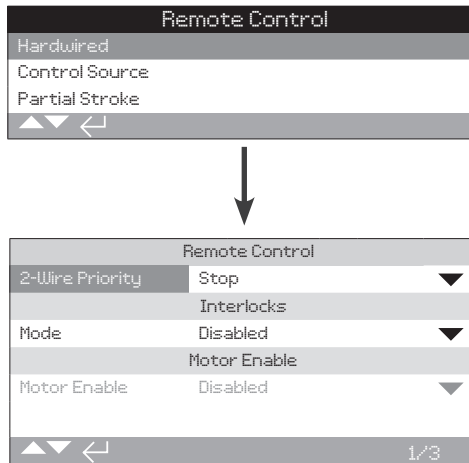 Remote Control
Hardwired
Control Source
Partial Stroke
Remote Control
2-Wire Priority Stop
Interlocks
Mode Disabled
Motor Enable
Motor Enable Disabled
1/3